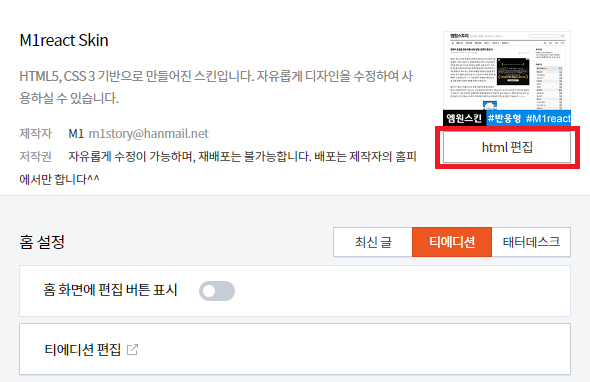 M1react Skin
HTML5, CSS 3 기반으로 만들어진 스킨입니다. 자유롭게 디자인을 수정하여 사
용하실 수 있습니다.
제작자 M1 m1story@hanmail.net
저작권 자유롭게 수정이 가능하며, 재배포는 불가능합니다. 배포는 제작자의 홈피
에서만 합니다^^
엠원스토리
엠원스킨 #반응형 #M1react
html 편집
홈 설정
최신 글 티에디션 태터데스크
홈 화면에 편집 버튼 표시
티에디션 편집